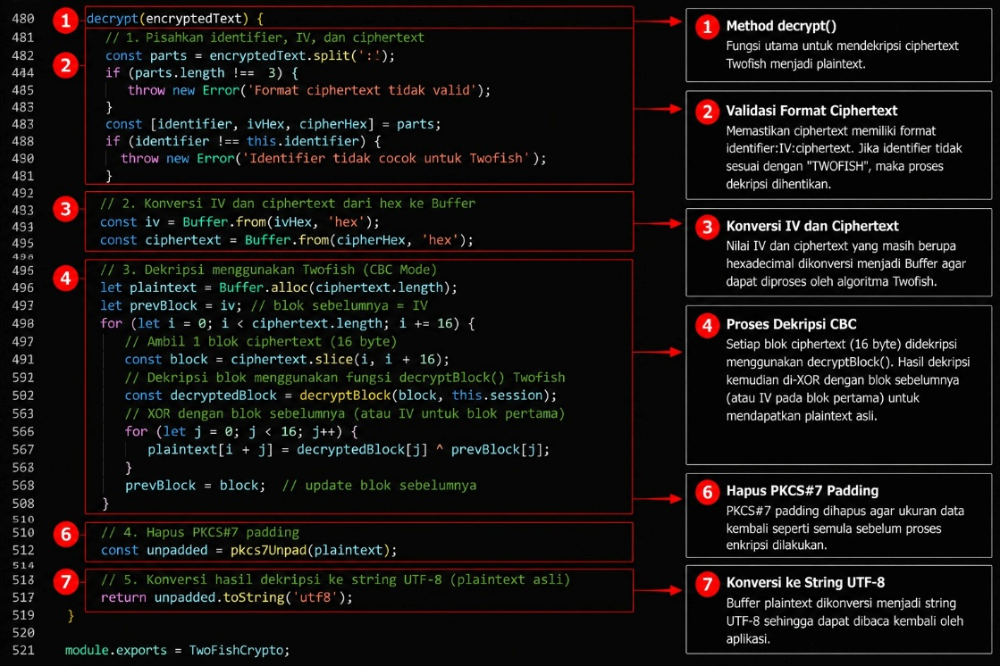 480 decrypt(encryptedText) {
481 // 1. Pisahkan identifier, IV, dan ciphertext
482 const parts = encryptedText.split(':');
444 if (parts.length !== 3) {
485 throw new Error('Format ciphertext tidak valid');
483 }
483 const [identifier, ivHex, cipherHex] = parts;
488 if (identifier !== this.identifier) {
480 throw new Error('Identifier tidak cocok untuk Twofish');
481 }
492
483 // 2. Konversi IV dan ciphertext dari hex ke Buffer
493 const iv = Buffer.from(ivHex, 'hex');
495 const ciphertext = Buffer.from(cipherHex, 'hex');
495 // 3. Dekripsi menggunakan Twofish (CBC Mode)
496 let plaintext = Buffer.alloc(ciphertext.length);
497 let prevBlock = iv; // blok sebelumnya = IV
498 for (let i = 0; i < ciphertext.length; i += 16) {
497 // Ambil 1 blok ciphertext (16 byte)
491 const block = ciphertext.slice(i, i + 16);
591 // Dekripsi blok menggunakan fungsi decryptBlock() Twofish
502 const decryptedBlock = decryptBlock(block, this.session);
563 // XOR dengan blok sebelumnya (atau IV untuk blok pertama)
566 for (let j = 0; j < 16; j++) {
567 plaintext[i + j] = decryptedBlock[j] ^ prevBlock[j];
568 }
568 prevBlock = block; // update blok sebelumnya
508 }
510
510 // 4. Hapus PKCS#7 padding
512 const unpadded = pkcs7Unpad(plaintext);
514
518 // 5. Konversi hasil dekripsi ke string UTF-8 (plaintext asli)
517 return unpadded.toString('utf8');
519 }
520
521 module.exports = TwoFishCrypto;
1
2
3
4
6
7
1 Method decrypt()
Fungsi utama untuk mendekripsi ciphertext
Twofish menjadi plaintext.
2 Validasi Format Ciphertext
Memastikan ciphertext memiliki format
identifier:IV:ciphertext. Jika identifier tidak
sesuai dengan "TWOFISH", maka proses
dekripsi dihentikan.
3 Konversi IV dan Ciphertext
Nilai IV dan ciphertext yang masih berupa
hexadecimal dikonversi menjadi Buffer agar
dapat diproses oleh algoritma Twofish.
4 Proses Dekripsi CBC
Setiap blok ciphertext (16 byte) didekripsi
menggunakan decryptBlock(). Hasil dekripsi
kemudian di-XOR dengan blok sebelumnya
(atau IV pada blok pertama) untuk
mendapatkan plaintext asli.
6 Hapus PKCS#7 Padding
PKCS#7 padding dihapus agar ukuran data
kembali seperti semula sebelum proses
enkripsi dilakukan.
7 Konversi ke String UTF-8
Buffer plaintext dikonversi menjadi string
UTF-8 sehingga dapat dibaca kembali oleh
aplikasi.